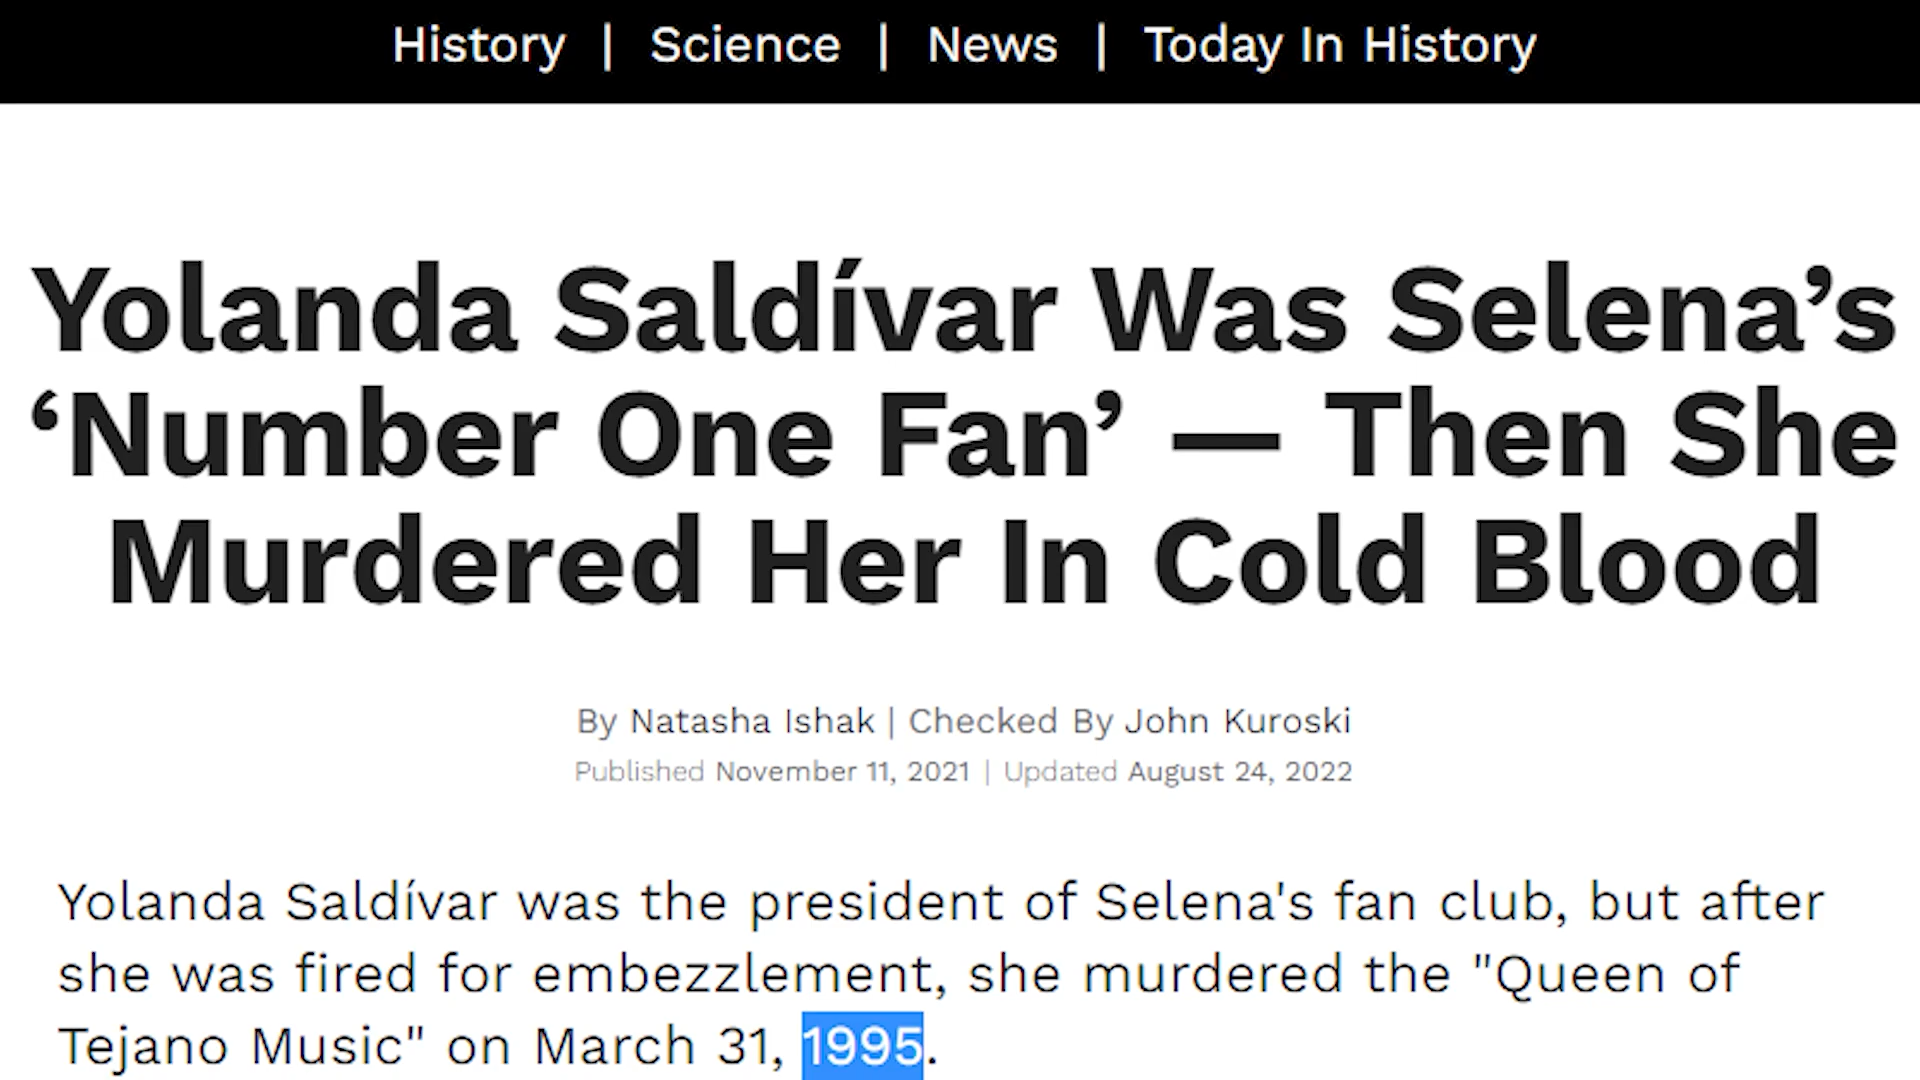 History | Science | News | Today In History
Yolanda Saldívar Was Selena’s
‘Number One Fan’ — Then She
Murdered Her In Cold Blood
By Natasha Ishak | Checked By John Kuroski
Published November 11, 2021 | Updated August 24, 2022
Yolanda Saldívar was the president of Selena's fan club, but after
she was fired for embezzlement, she murdered the "Queen of
Tejano Music" on March 31, 1995.